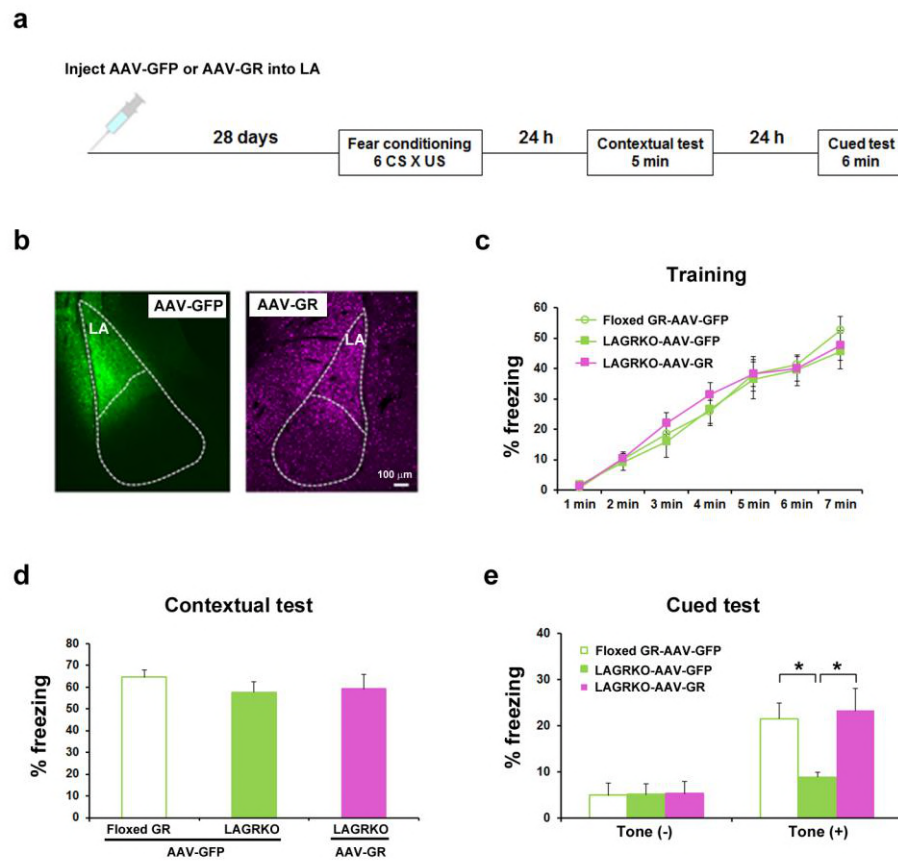 a
Inject AAV-GFP or AAV-GR into LA
28 days
Fear conditioning
6 CS X US
24 h
Contextual test
5 min
24 h
Cued test
6 min
b
AAV-GFP
LA
AAV-GR
LA
100 μm
c
Training
% freezing
60
50
40
30
20
10
0
Floxed GR-AAV-GFP
LAGRKO-AAV-GFP
LAGRKO-AAV-GR
1 min 2 min 3 min 4 min 5 min 6 min 7 min
d
Contextual test
% freezing
80
70
60
50
40
30
20
10
0
Floxed GR LAGRKO LAGRKO
AAV-GFP AAV-GR
e
Cued test
% freezing
40
30
20
10
0
Floxed GR-AAV-GFP
LAGRKO-AAV-GFP
LAGRKO-AAV-GR
* *
Tone (-) Tone (+)